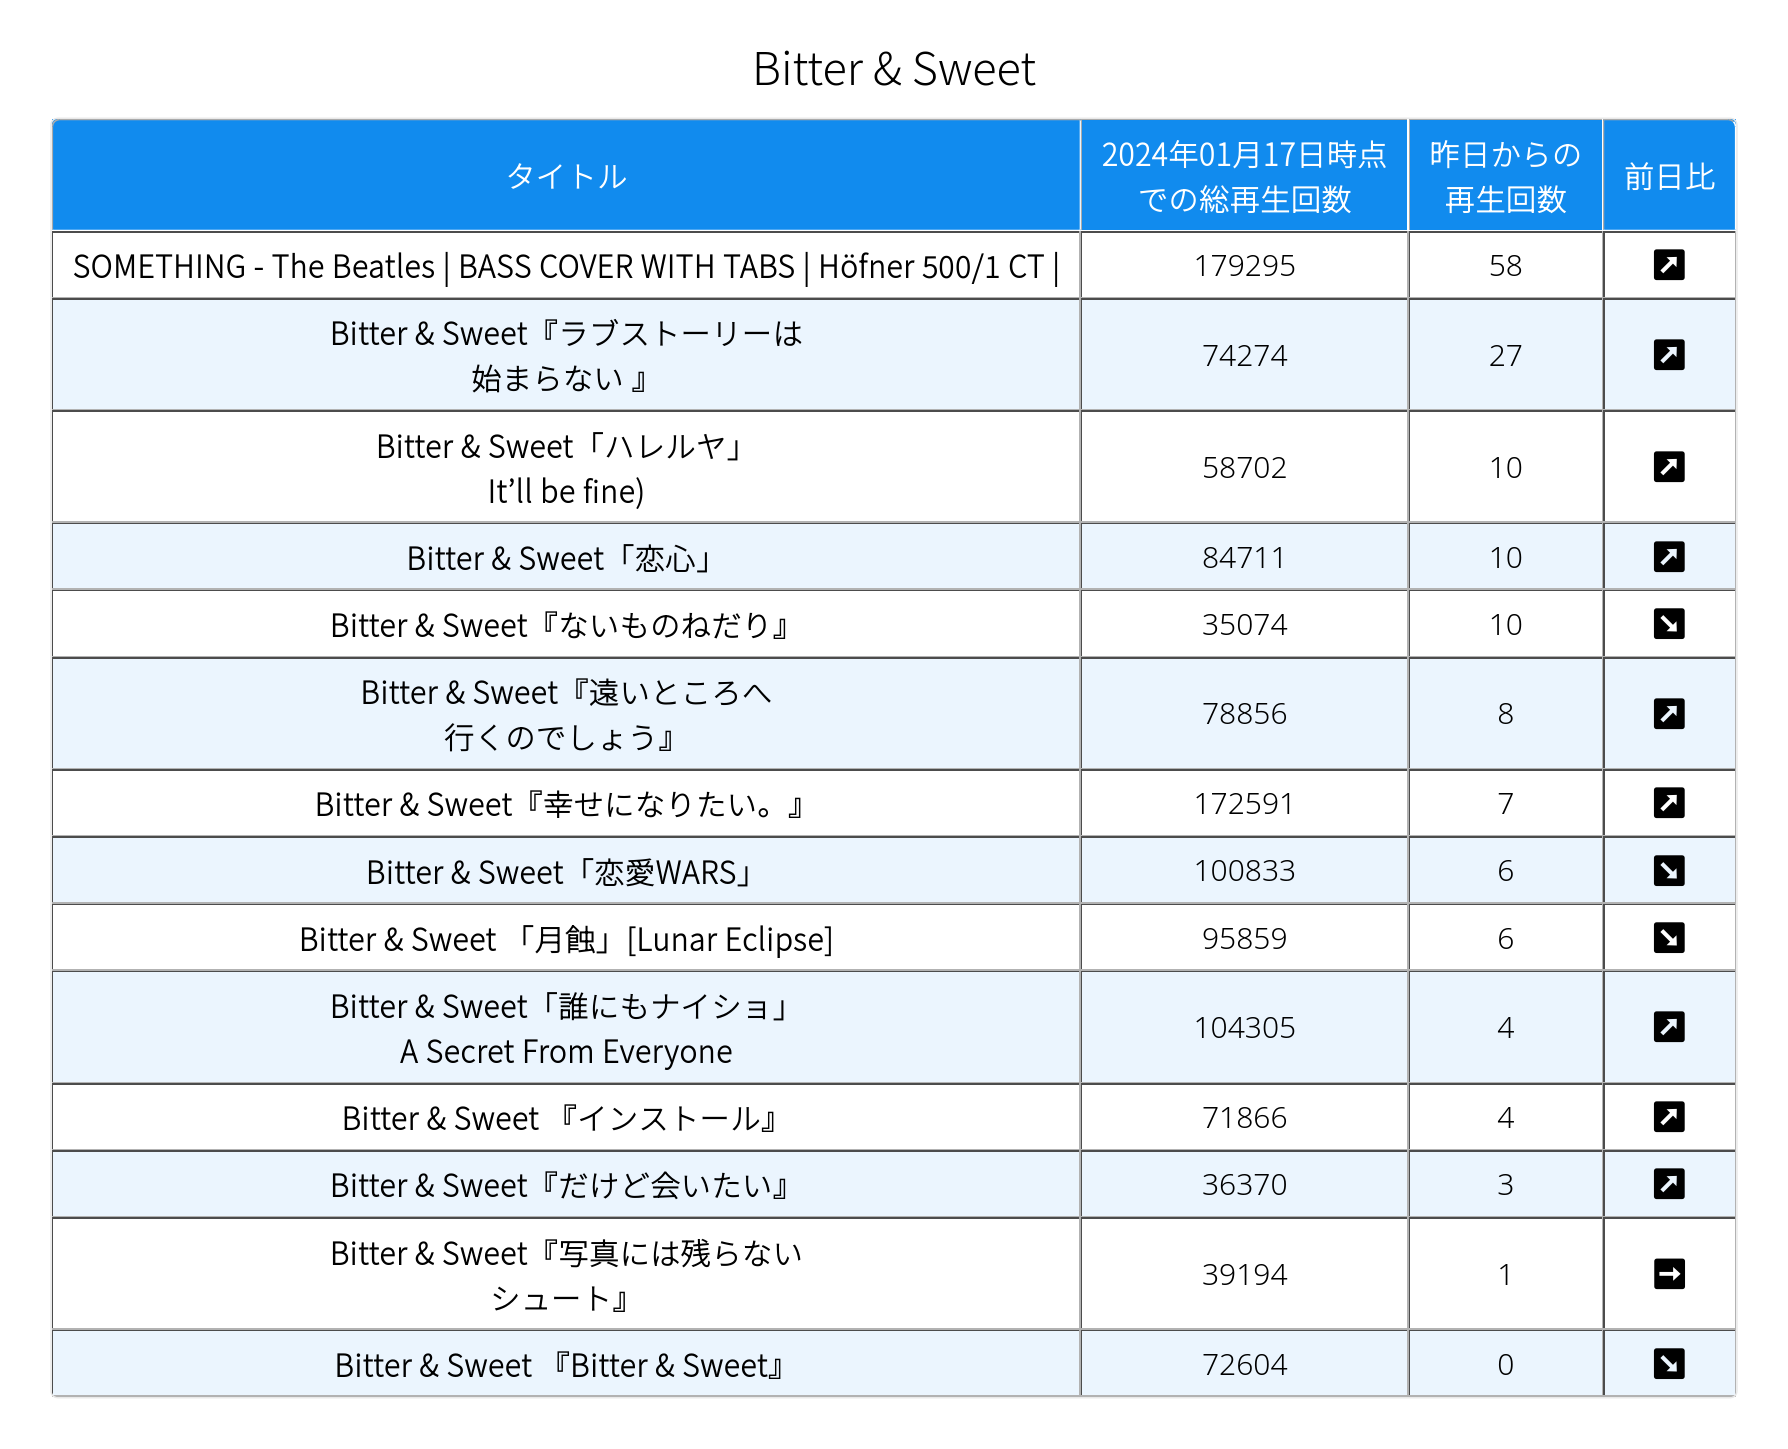 Bitter & Sweet
タイトル
2024年01月17日時点
での総再生回数
昨日からの
再生回数
前日比
SOMETHING - The Beatles | BASS COVER WITH TABS | Höfner 500/1 CT |
179295
58
Bitter & Sweet『ラブストーリーは
始まらない 』
74274
27
Bitter & Sweet「ハレルヤ」
It’ll be fine)
58702
10
Bitter & Sweet「恋心」
84711
10
Bitter & Sweet『ないものねだり』
35074
10
Bitter & Sweet『遠いところへ
行くのでしょう』
78856
8
Bitter & Sweet『幸せになりたい。』
172591
7
Bitter & Sweet「恋愛WARS」
100833
6
Bitter & Sweet 「月蝕」[Lunar Eclipse]
95859
6
Bitter & Sweet「誰にもナイショ」
A Secret From Everyone
104305
4
Bitter & Sweet 『インストール』
71866
4
Bitter & Sweet『だけど会いたい』
36370
3
Bitter & Sweet『写真には残らない
シュート』
39194
1
Bitter & Sweet 『Bitter & Sweet』
72604
0